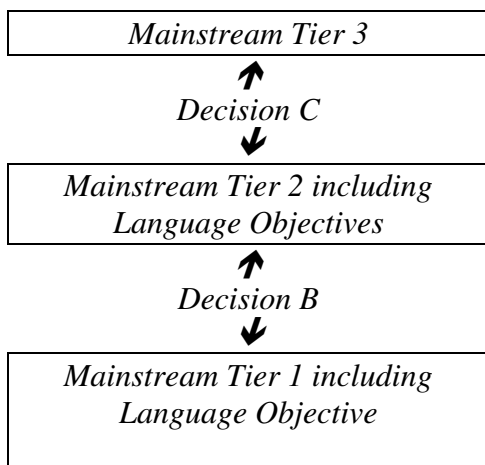 Mainstream Tier 3
Decision C
Mainstream Tier 2 including
Language Objectives
Decision B
Mainstream Tier 1 including
Language Objective